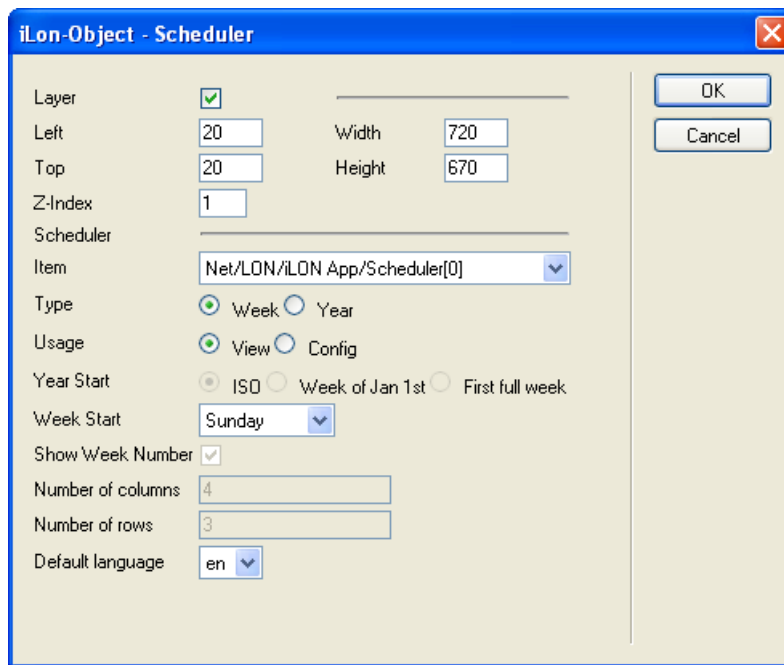 iLon-Object - Scheduler
OK
Cancel
Layer
Left 20 Width 720
Top 20 Height 670
Z-Index 1
Scheduler
Item Net/LON/iLON App/Scheduler[0]
Type Week Year
Usage View Config
Year Start ISO Week of Jan 1st First full week
Week Start Sunday
Show Week Number
Number of columns 4
Number of rows 3
Default language en